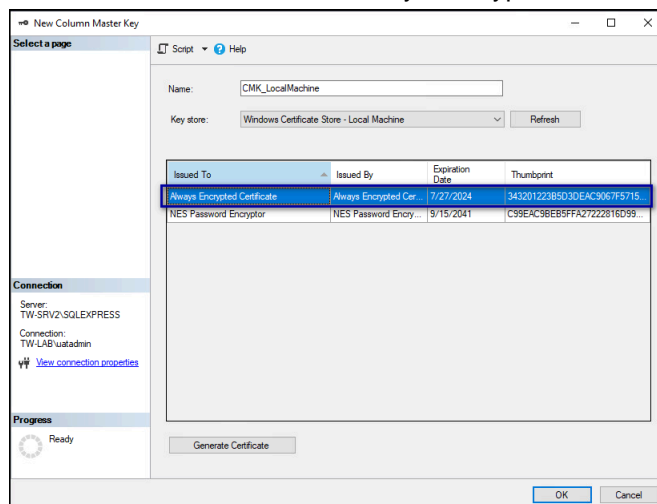 New Column Master Key
Select a page
Script
Help
Name:
CMK_LocalMachine
Key store:
Windows Certificate Store - Local Machine
Refresh
Issued To
Issued By
Expiration
Date
Thumbprint
Always Encrypted Certificate
Always Encrypted Cer...
7/27/2024
343201223B5D3DEAC9067F5715...
NES Password Encryptor
NES Password Encry...
9/15/2041
C99EAC9BEB5FFA27222816D99...
Connection
Server:
TW-SRV2\SQLEXPRESS
Connection:
TW-LAB\uatadmin
View connection properties
Progress
Ready
Generate Certificate
OK
Cancel